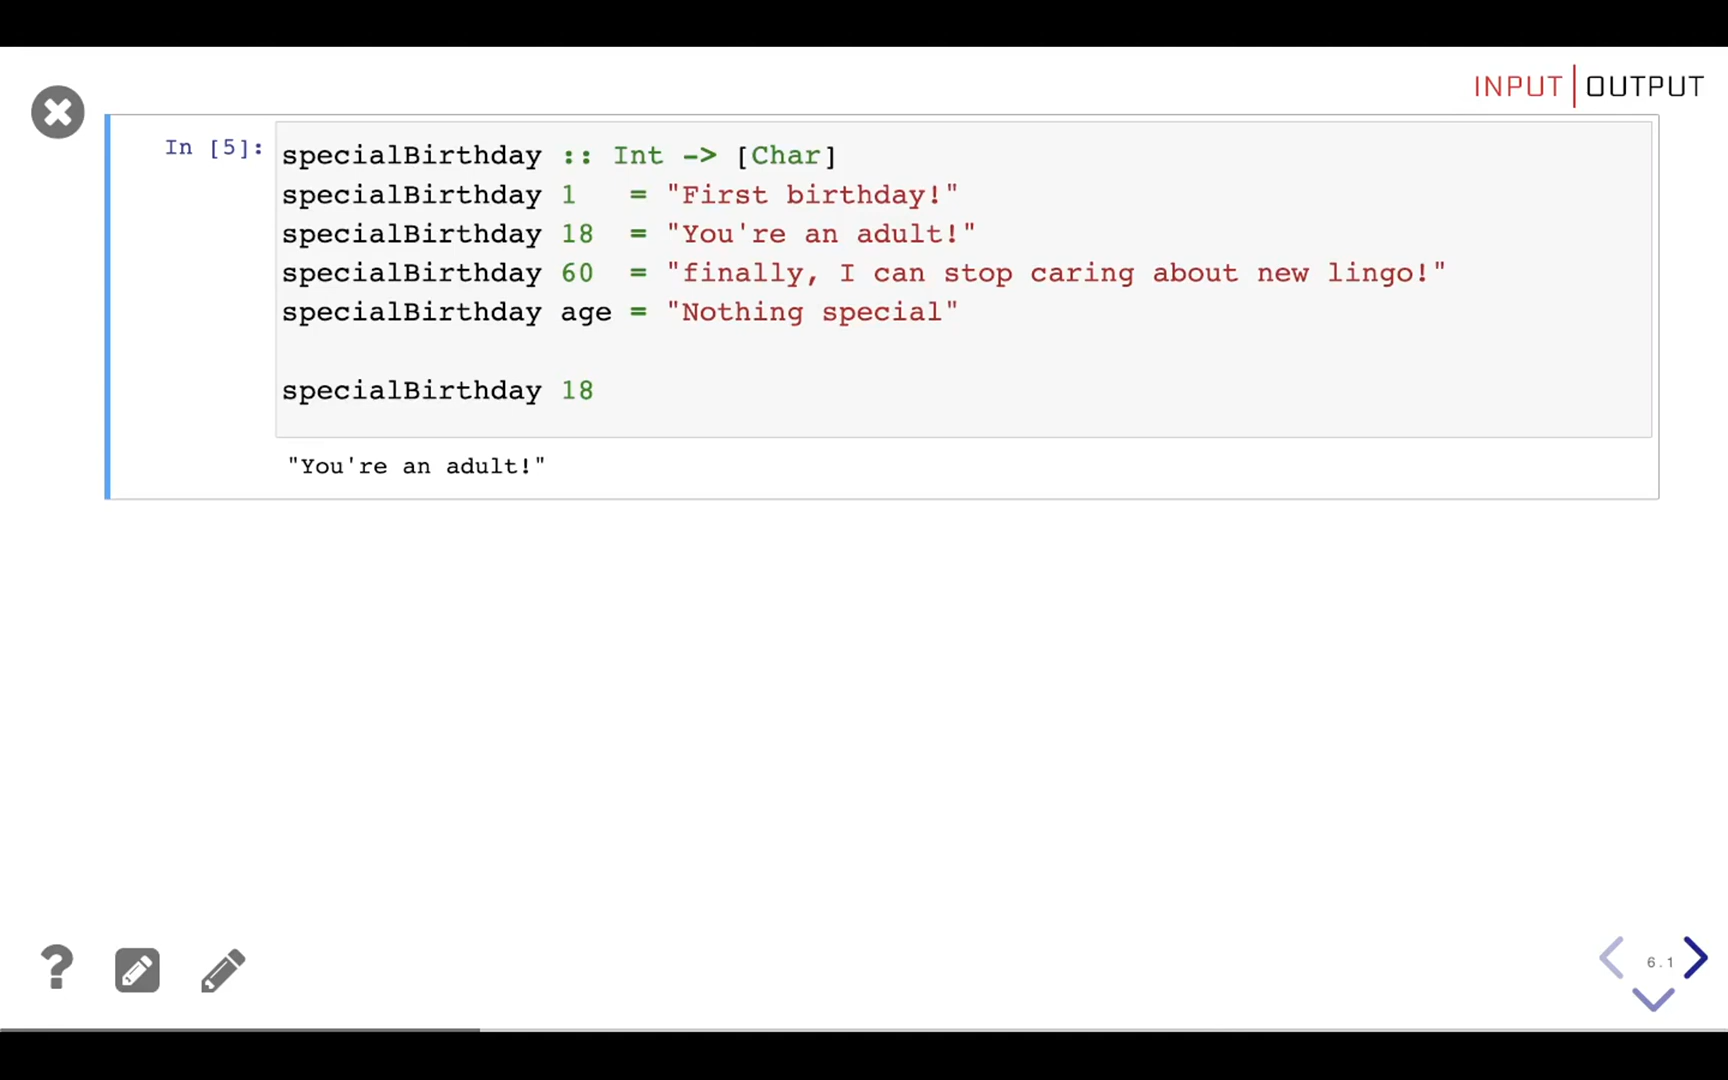 INPUT | OUTPUT
In [5]:
specialBirthday :: Int -> [Char]
specialBirthday 1   = "First birthday!"
specialBirthday 18  = "You're an adult!"
specialBirthday 60  = "finally, I can stop caring about new lingo!"
specialBirthday age = "Nothing special"
specialBirthday 18
"You're an adult!"
?
6.1